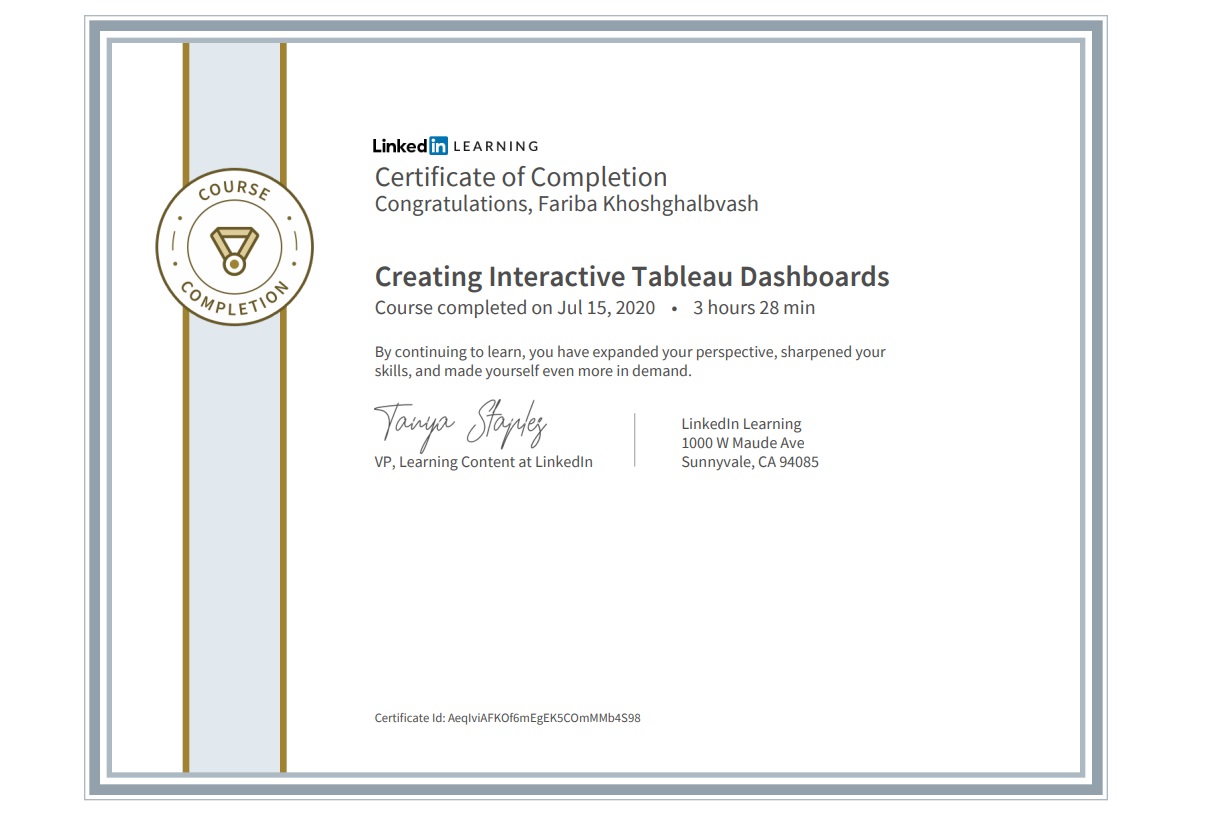 COURSE
COMPLETION
Linked in LEARNING
Certificate of Completion
Congratulations, Fariba Khoshghalbvash
Creating Interactive Tableau Dashboards
Course completed on Jul 15, 2020 • 3 hours 28 min
By continuing to learn, you have expanded your perspective, sharpened your
skills, and made yourself even more in demand.
Tanya Staples
VP, Learning Content at LinkedIn
LinkedIn Learning
1000 W Maude Ave
Sunnyvale, CA 94085
Certificate Id: AeqIviAFKOf6mEgEK5COmMMb4S98